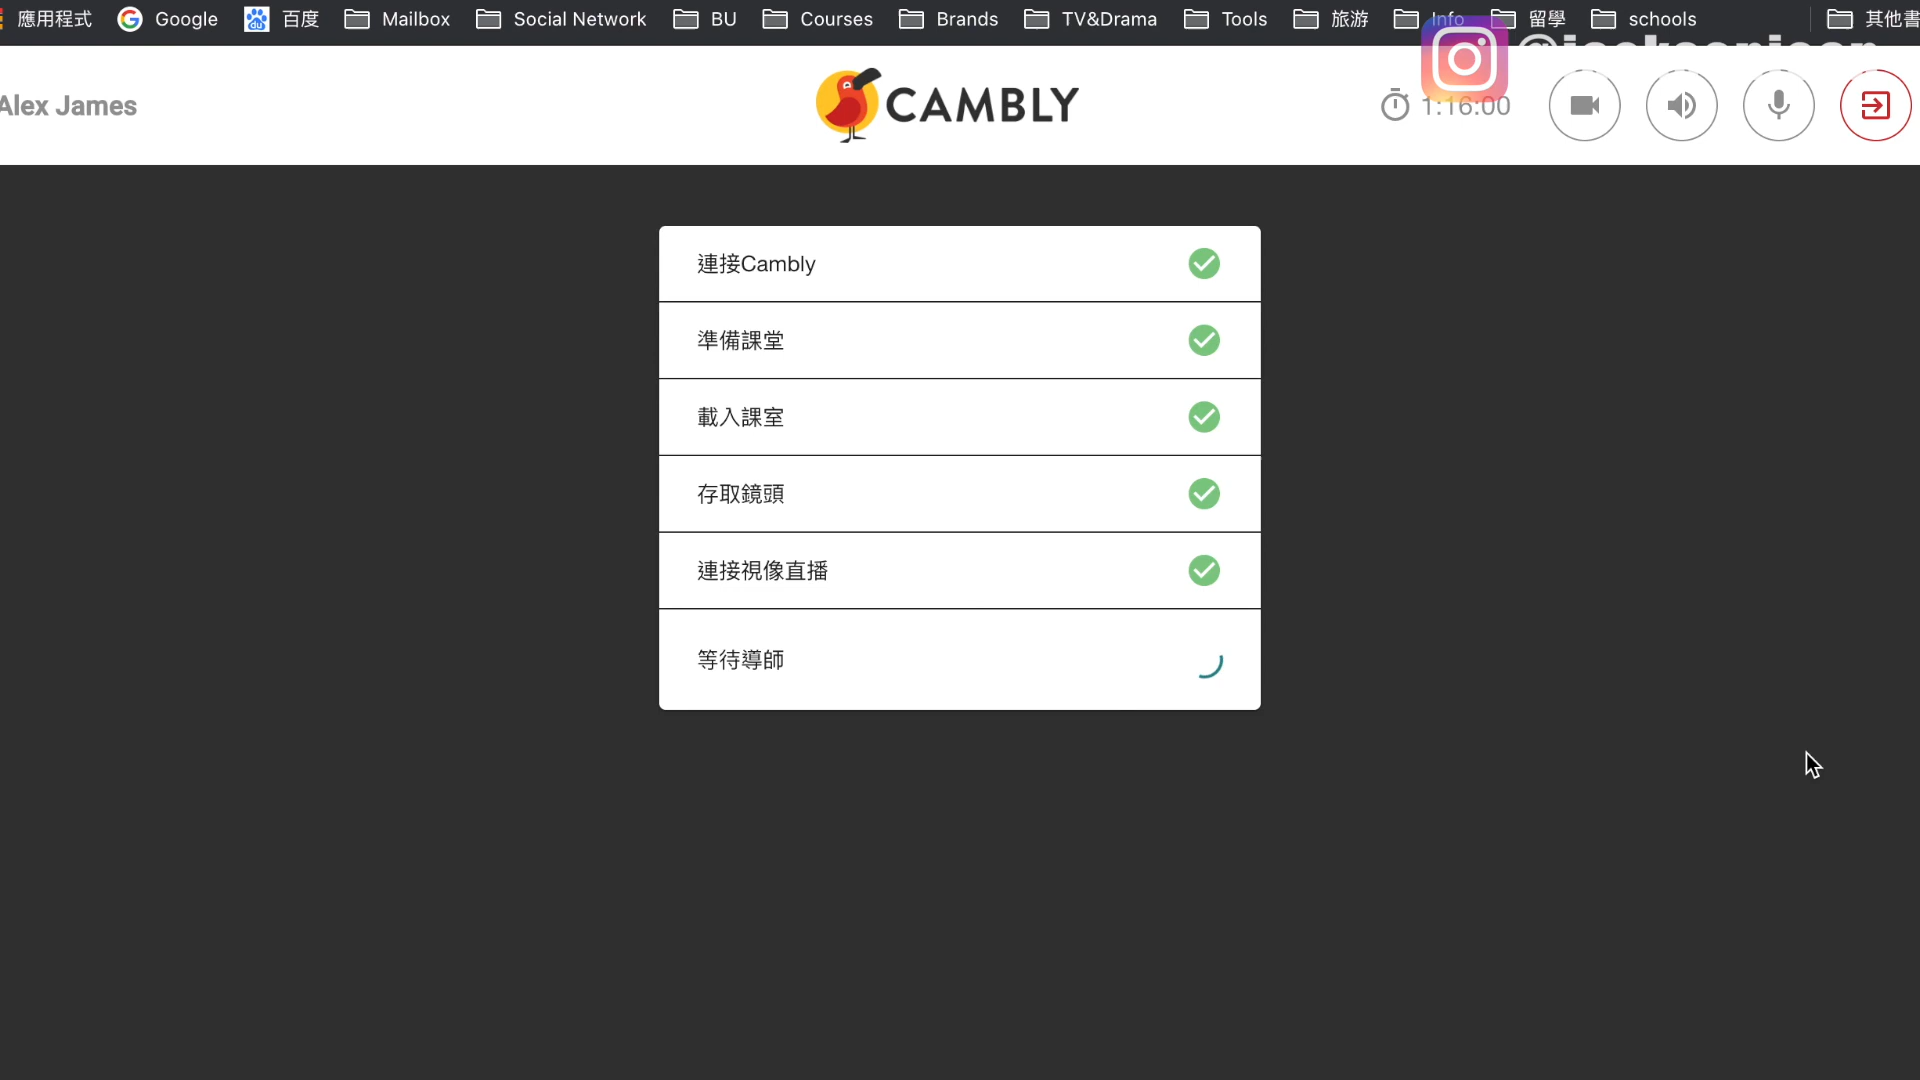 應用程式 Google 百度 Mailbox Social Network BU Courses Brands TV&Drama Tools 旅游 Info 留學 schools 其他書
Alex James
CAMBLY
1:16:00
連接Cambly
準備課堂
載入課室
存取鏡頭
連接視像直播
等待導師